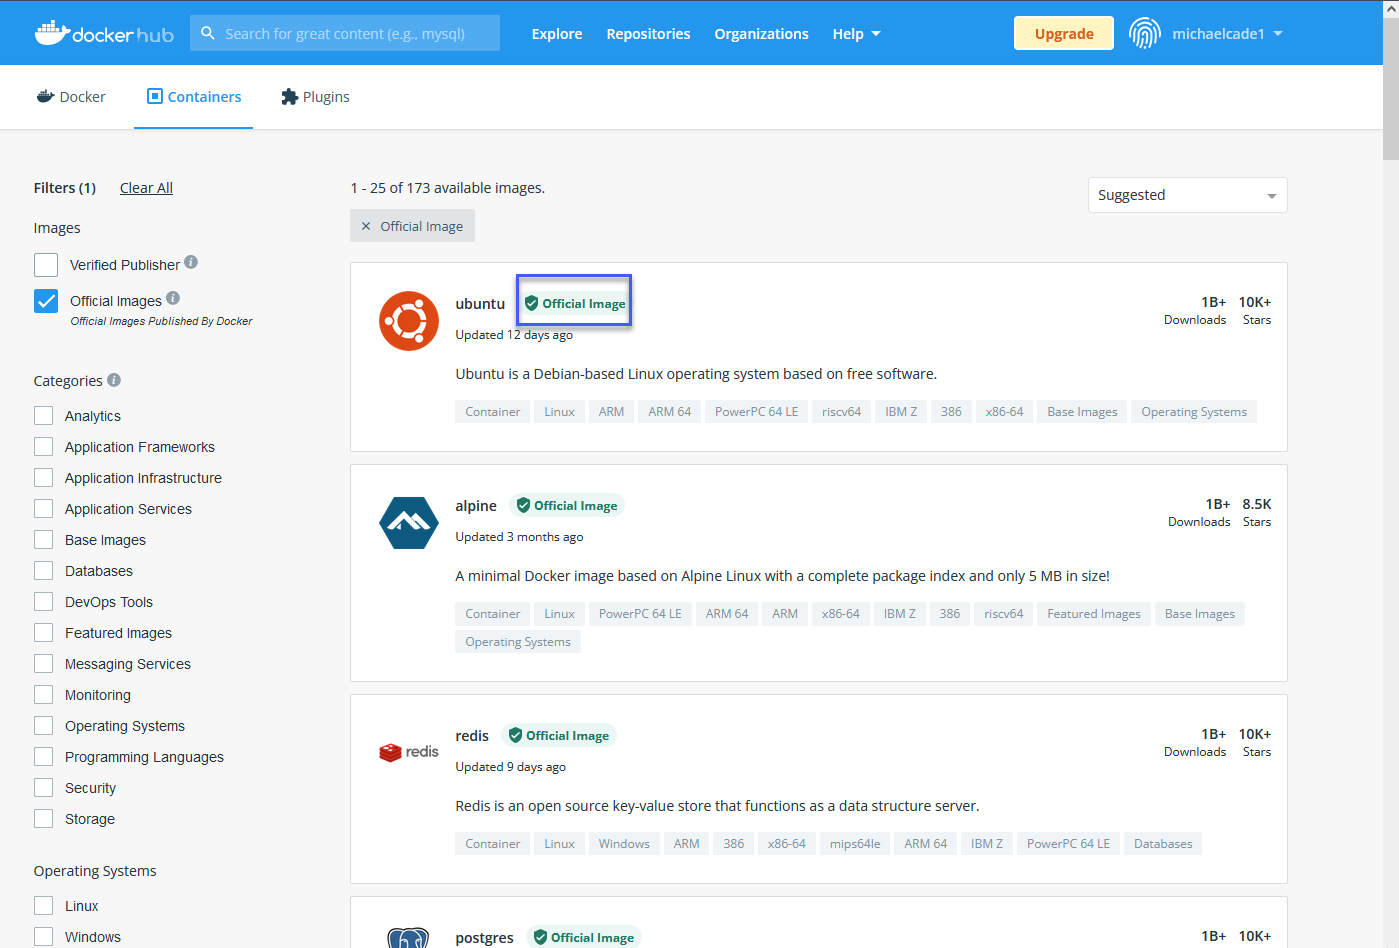 docker hub
Search for great content (e.g., mysql)
Explore
Repositories
Organizations
Help
Upgrade
michaelcade1
Docker
Containers
Plugins
Filters (1)
Clear All
Images
Verified Publisher
Official Images
Official Images Published By Docker
Categories
Analytics
Application Frameworks
Application Infrastructure
Application Services
Base Images
Databases
DevOps Tools
Featured Images
Messaging Services
Monitoring
Operating Systems
Programming Languages
Security
Storage
Operating Systems
Linux
Windows
1 - 25 of 173 available images.
Suggested
Official Image
ubuntu Official Image
Updated 12 days ago
1B+ 10K+
Downloads Stars
Ubuntu is a Debian-based Linux operating system based on free software.
Container Linux ARM ARM 64 PowerPC 64 LE riscv64 IBM Z 386 x86-64 Base Images Operating Systems
alpine Official Image
Updated 3 months ago
1B+ 8.5K
Downloads Stars
A minimal Docker image based on Alpine Linux with a complete package index and only 5 MB in size!
Container Linux PowerPC 64 LE ARM 64 ARM x86-64 IBM Z 386 riscv64 Featured Images Base Images
Operating Systems
redis
redis Official Image
Updated 9 days ago
1B+ 10K+
Downloads Stars
Redis is an open source key-value store that functions as a data structure server.
Container Linux Windows ARM 386 x86-64 mips64le ARM 64 IBM Z PowerPC 64 LE Databases
postgres Official Image
1B+ 10K+